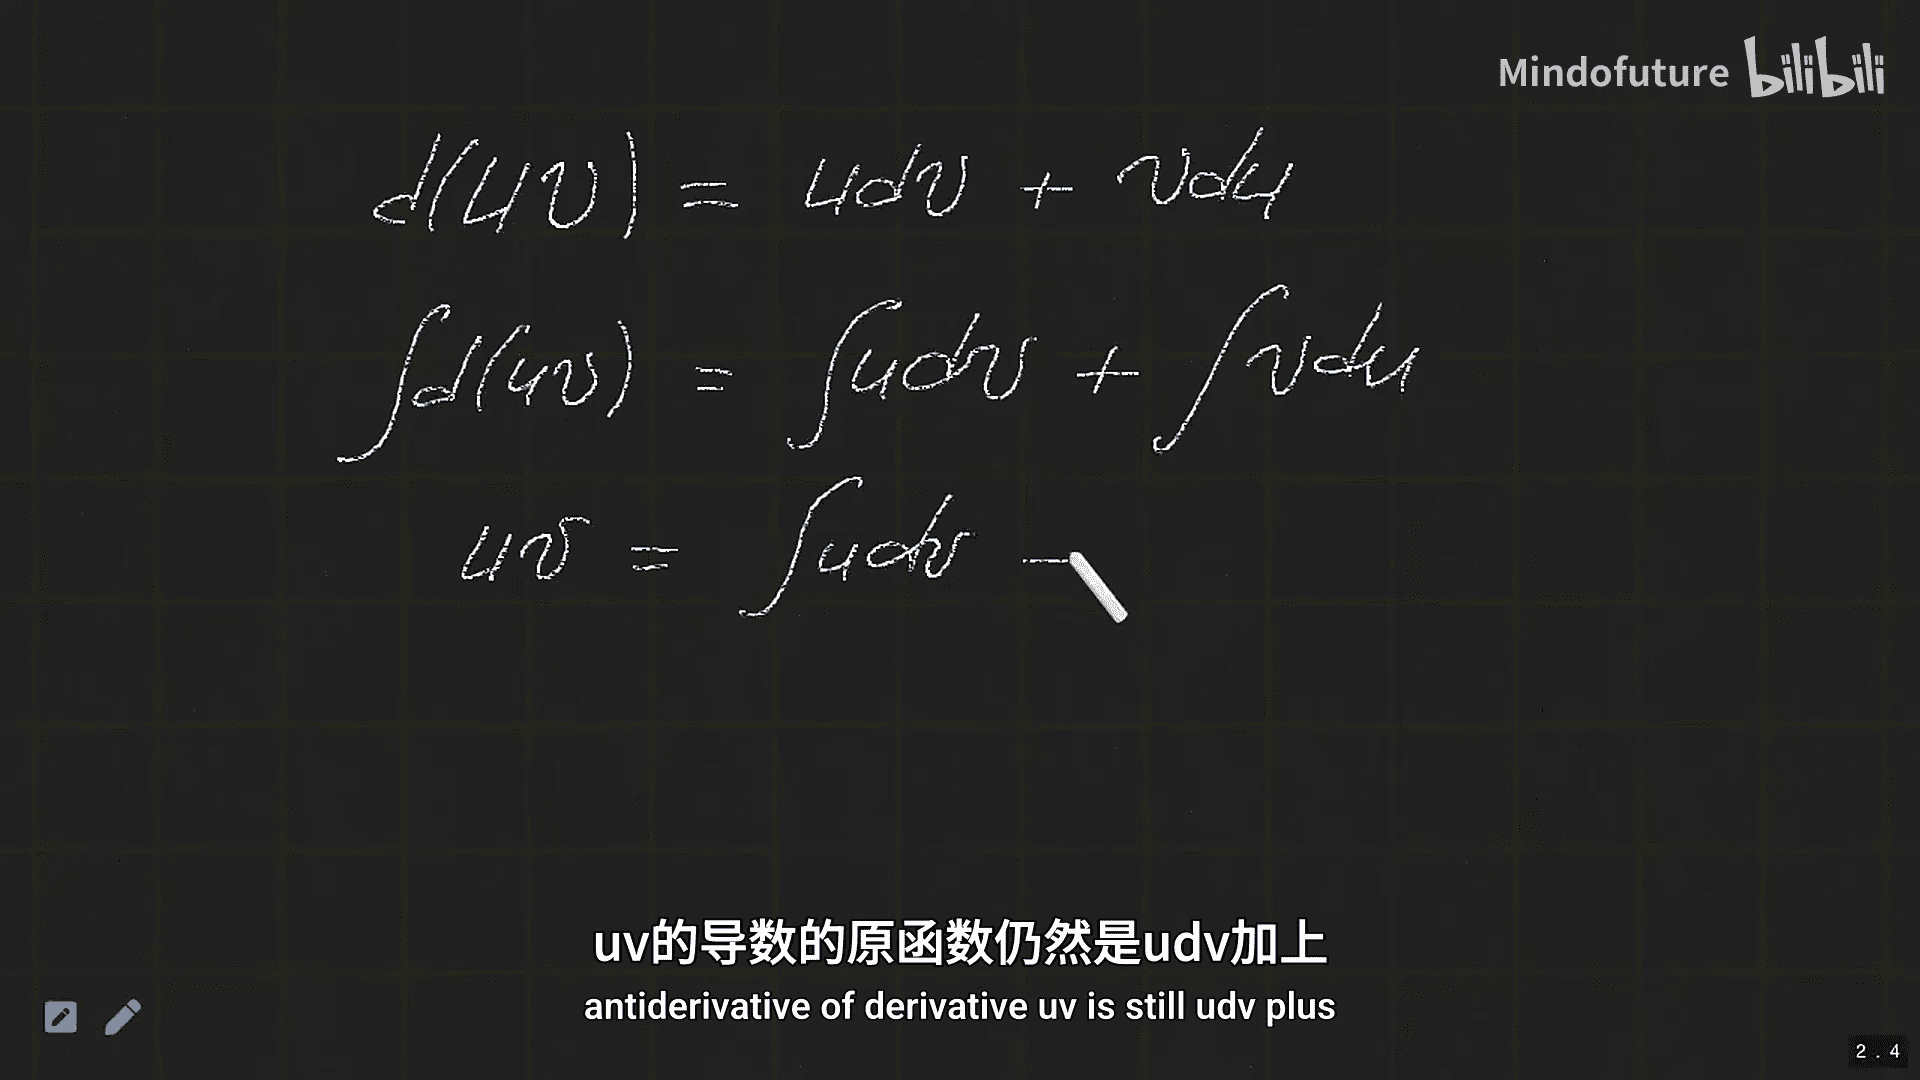 Mindofuture bilibili
d(uv) = udv + vdu
∫d(uv) = ∫udv + ∫vdu
uv = ∫udv -
uv的导数的原函数仍然是udv加上
antiderivative of derivative uv is still udv plus
2 . 4